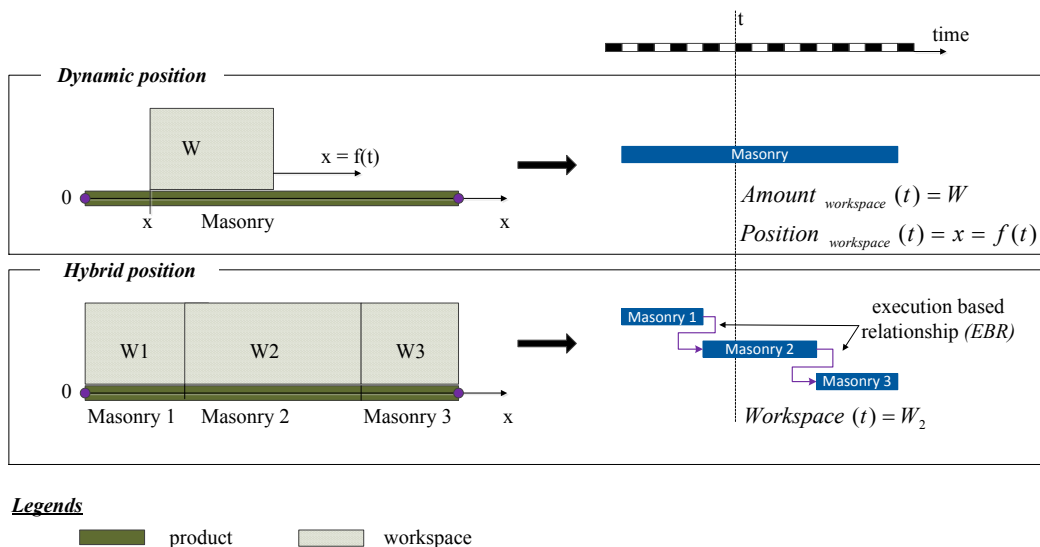 t
time
Dynamic position
W
x = f(t)
0
x
Masonry
x
Masonry
Amount workspace (t) = W
Position workspace (t) = x = f(t)
Hybrid position
W1
W2
W3
0
Masonry 1
Masonry 2
Masonry 3
x
Masonry 1
Masonry 2
Masonry 3
execution based
relationship (EBR)
Workspace (t) = W2
Legends
product
workspace